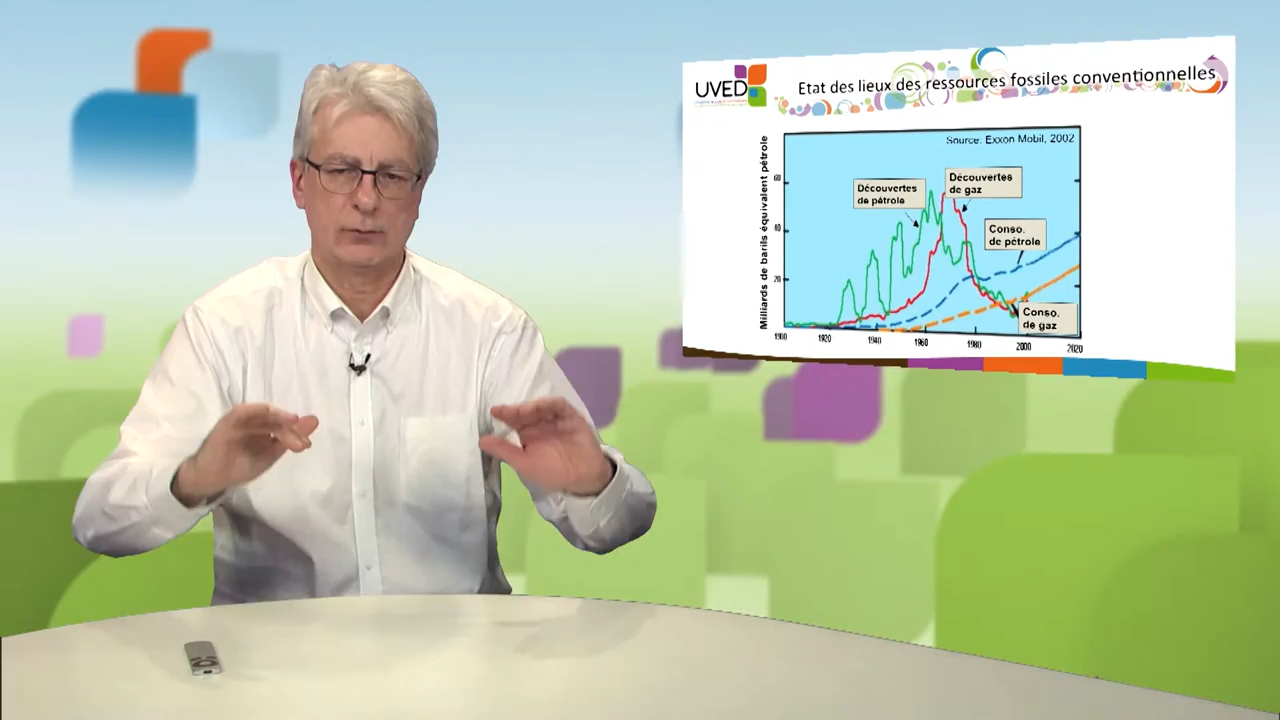 UVED
Etat des lieux des ressources fossiles conventionnelles
Source: Exxon Mobil, 2002
Milliards de barils équivalent pétrole
60
40
20
Découvertes
de pétrole
Découvertes
de gaz
Conso.
de pétrole
Conso.
de gaz
1900
1920
1940
1960
1980
2000
2020